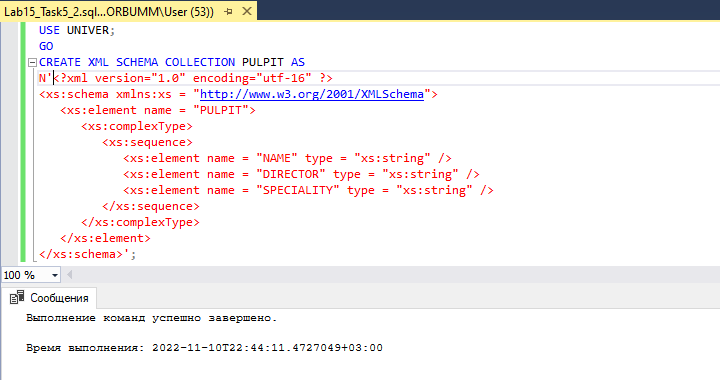 Lab15_Task5_2.sql...ORBUMM\User (53))
USE UNIVER;
GO
CREATE XML SCHEMA COLLECTION PULPIT AS
N'<?xml version="1.0" encoding="utf-16" ?>
<xs:schema xmlns:xs = "http://www.w3.org/2001/XMLSchema">
<xs:element name = "PULPIT">
<xs:complexType>
<xs:sequence>
<xs:element name = "NAME" type = "xs:string" />
<xs:element name = "DIRECTOR" type = "xs:string" />
<xs:element name = "SPECIALITY" type = "xs:string" />
</xs:sequence>
</xs:complexType>
</xs:element>
</xs:schema>';
100 %
Сообщения
Выполнение команд успешно завершено.
Время выполнения: 2022-11-10T22:44:11.4727049+03:00